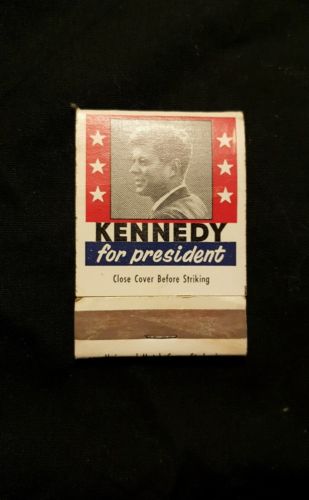 KENNEDY
for president
Close Cover Before Striking